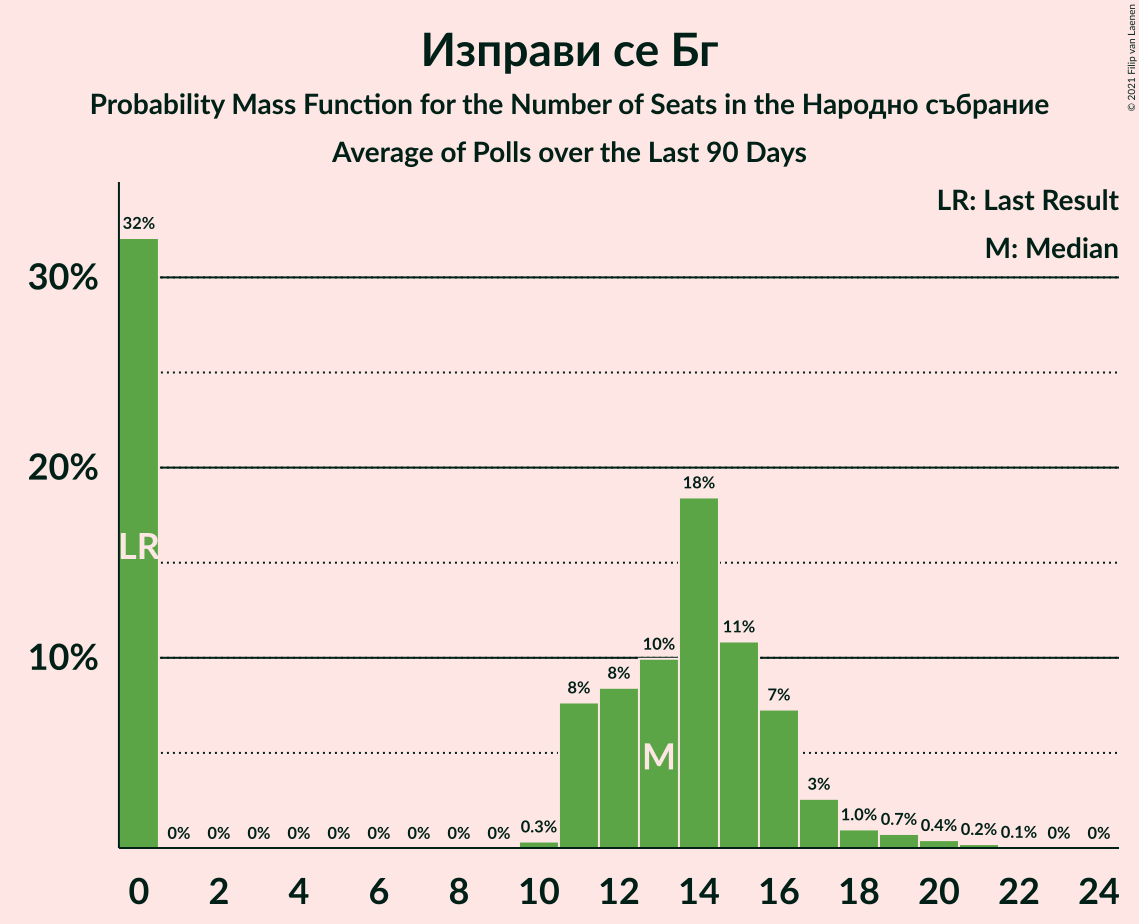 Изправи се Бг
Probability Mass Function for the Number of Seats in the Народно събрание
Average of Polls over the Last 90 Days
© 2021 Filip van Laenen
LR: Last Result
M: Median
32%
30%
20%
18%
LR
11%
10%
10%
8%
8%
7%
M
3%
0% 0% 0% 0% 0% 0% 0% 0% 0% 0.3% 1.0% 0.7% 0.4% 0.2% 0.1% 0% 0%
0 2 4 6 8 10 12 14 16 18 20 22 24